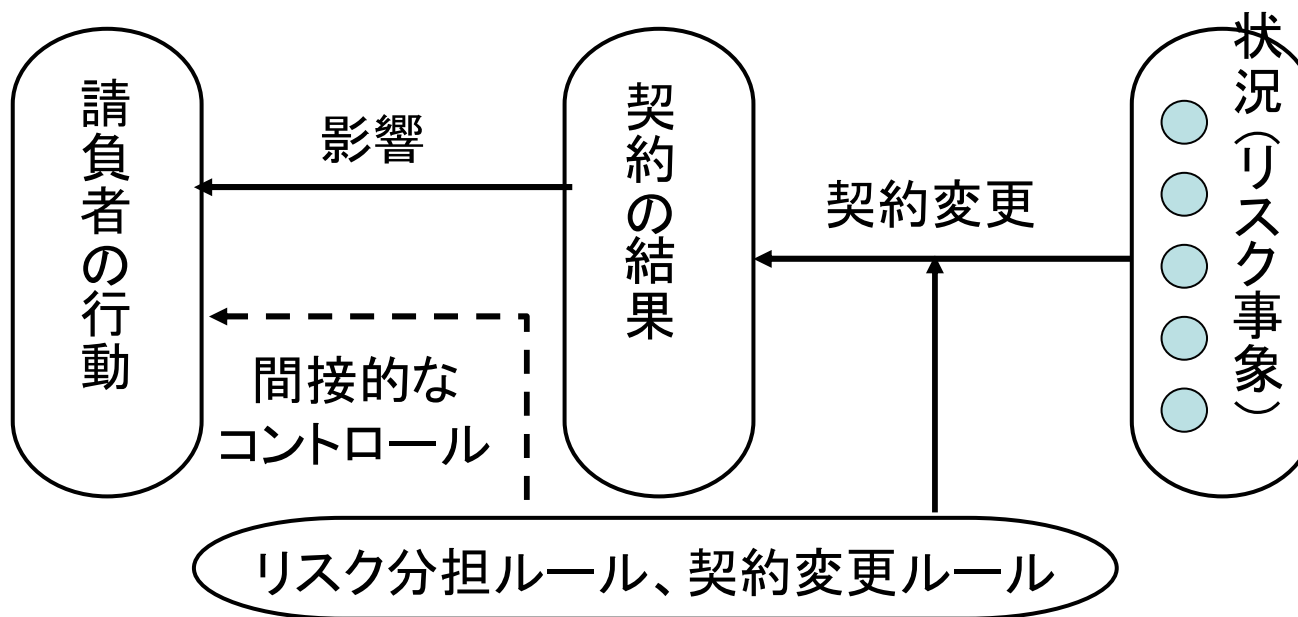 請負者の行動
影響
契約の結果
契約変更
状況（リスク事象）
間接的な
コントロール
リスク分担ルール、契約変更ルール